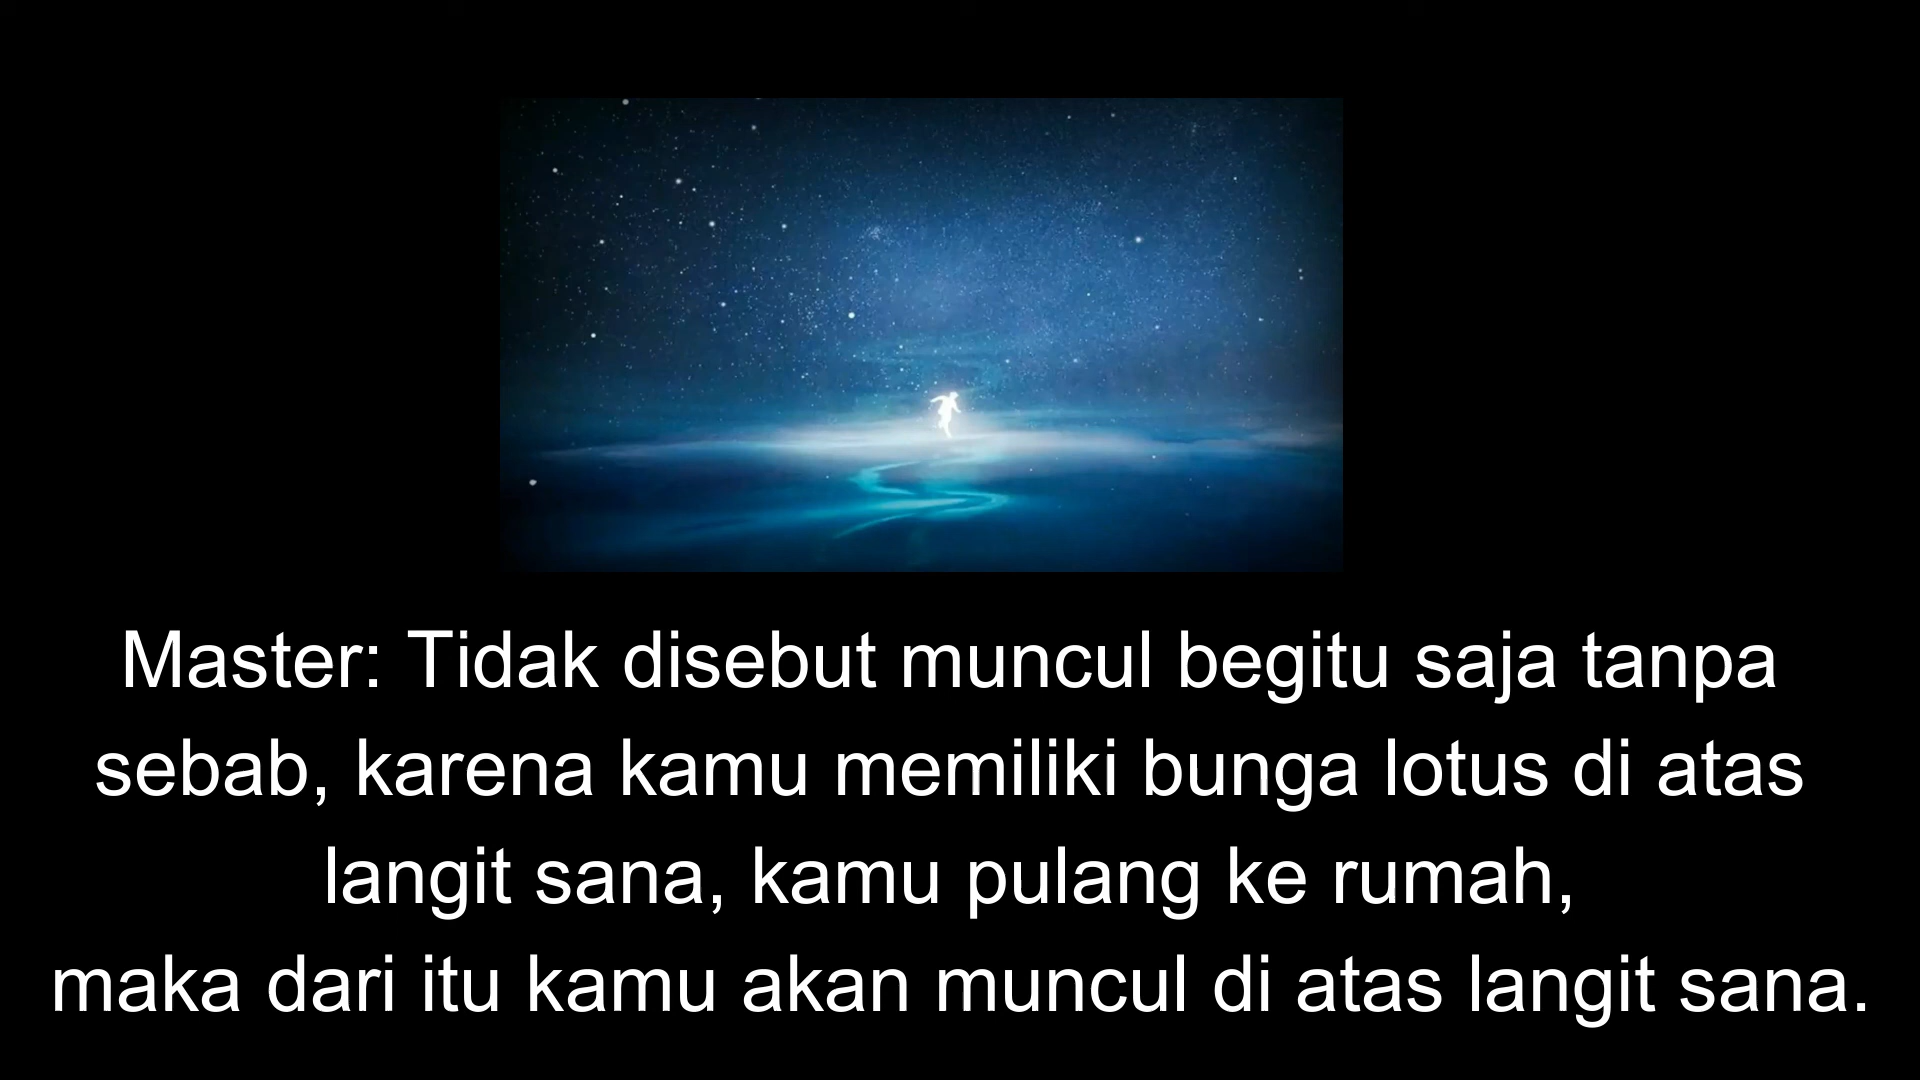 Master: Tidak disebut muncul begitu saja tanpa
sebab, karena kamu memiliki bunga lotus di atas
langit sana, kamu pulang ke rumah,
maka dari itu kamu akan muncul di atas langit sana.